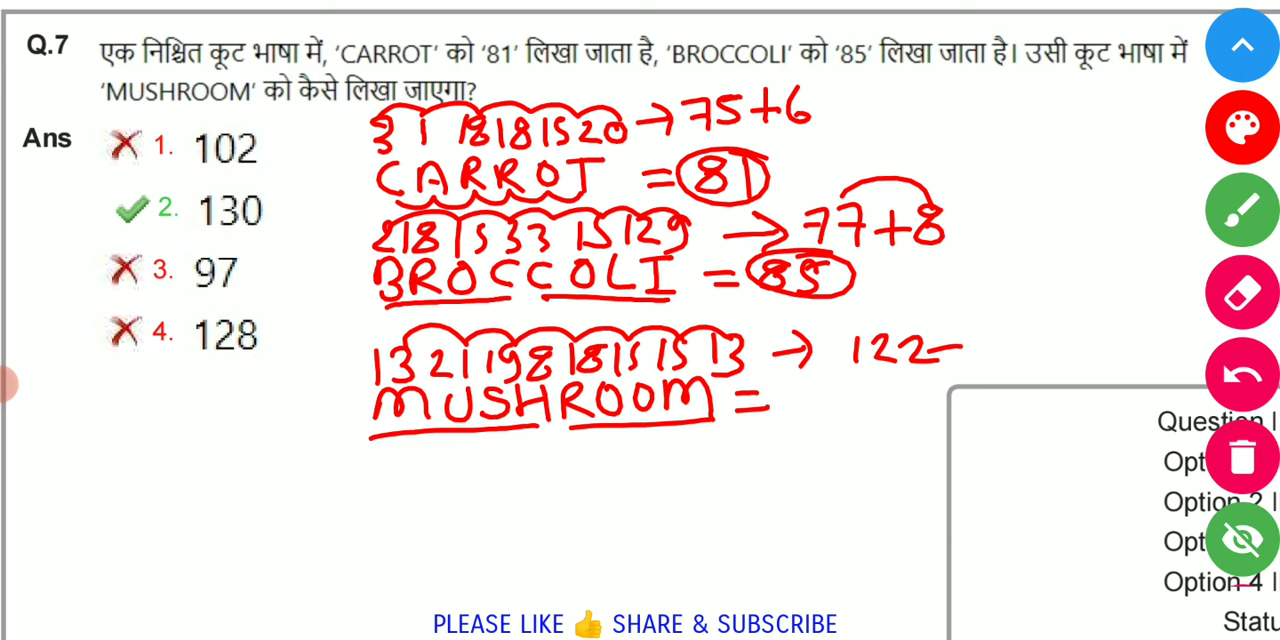 Q.7 एक निश्चित कूट भाषा में, 'CARROT' को '81' लिखा जाता है, 'BROCCOLI' को '85' लिखा जाता है। उसी कूट भाषा में
'MUSHROOM' को कैसे लिखा जाएगा?
3 1 18 18 15 20 → 75+6
Ans
1. 102
CARROT = 81
2. 130
2 18 15 3 3 15 12 9 → 77+8
3. 97
BROCCOLI = 85
4. 128
13 21 19 8 18 15 15 13 → 122
MUSHROOM =
Question I
Opt
Option 2 I
Opt
Option 4 I
Statu
PLEASE LIKE 👍 SHARE & SUBSCRIBE